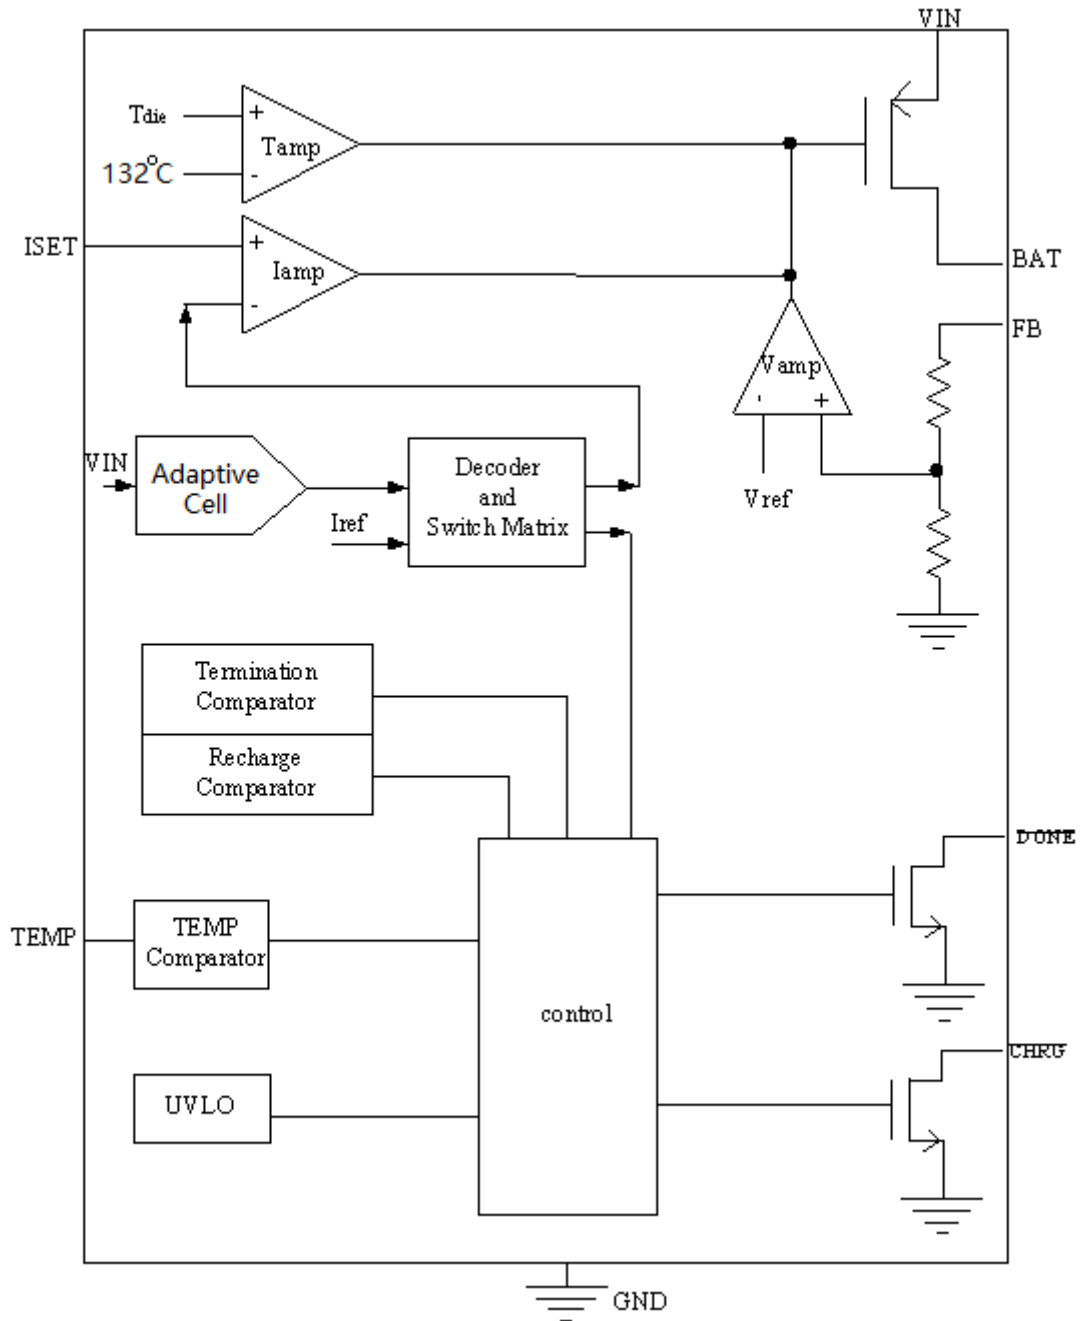 VIN
Tdie
+
Tamp
132°C
-
ISET
+
Iamp
-
BAT
FB
Vamp
- +
Vref
VIN
Adaptive
Cell
Decoder
and
Switch Matrix
Iref
Termination
Comparator
Recharge
Comparator
DONE
TEMP
TEMP
Comparator
control
CHRG
UVLO
GND